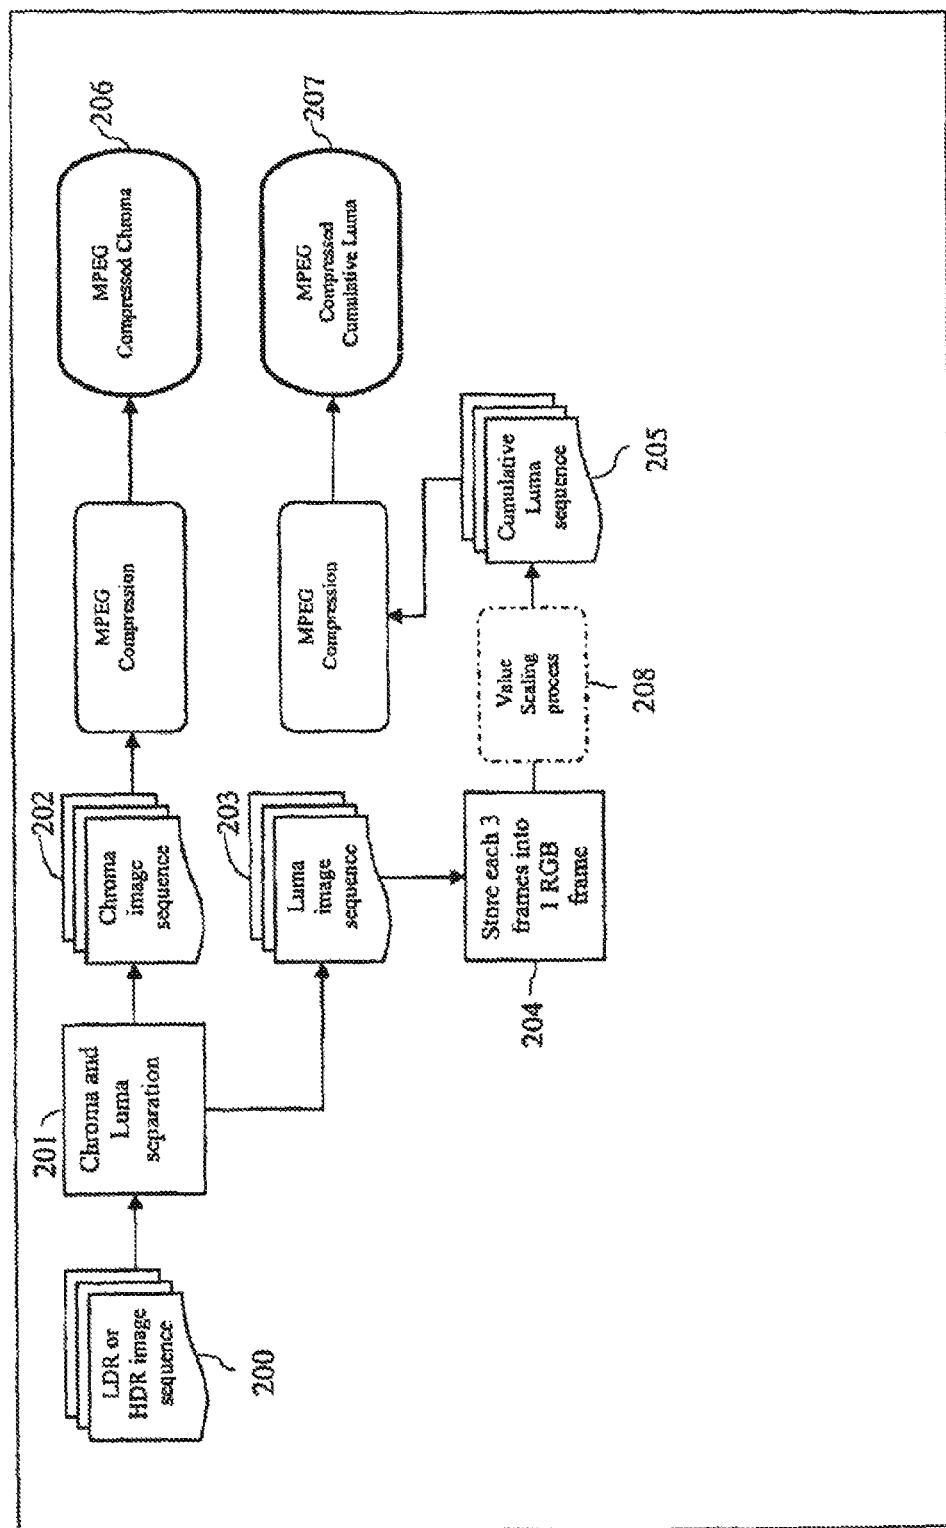 LDR or
HDR image
sequence
200
201
Chroma and
Luma
separation
202
Chroma
image
sequence
MPEG
Compression
MPEG
Compressed Chroma
206
203
Luma
image
sequence
204
Store each 3
frames into
1 RGB
frame
Value
Scaling
process
208
Cumulative
Luma
sequence
205
MPEG
Compression
MPEG
Compressed
Cumulative Luma
207